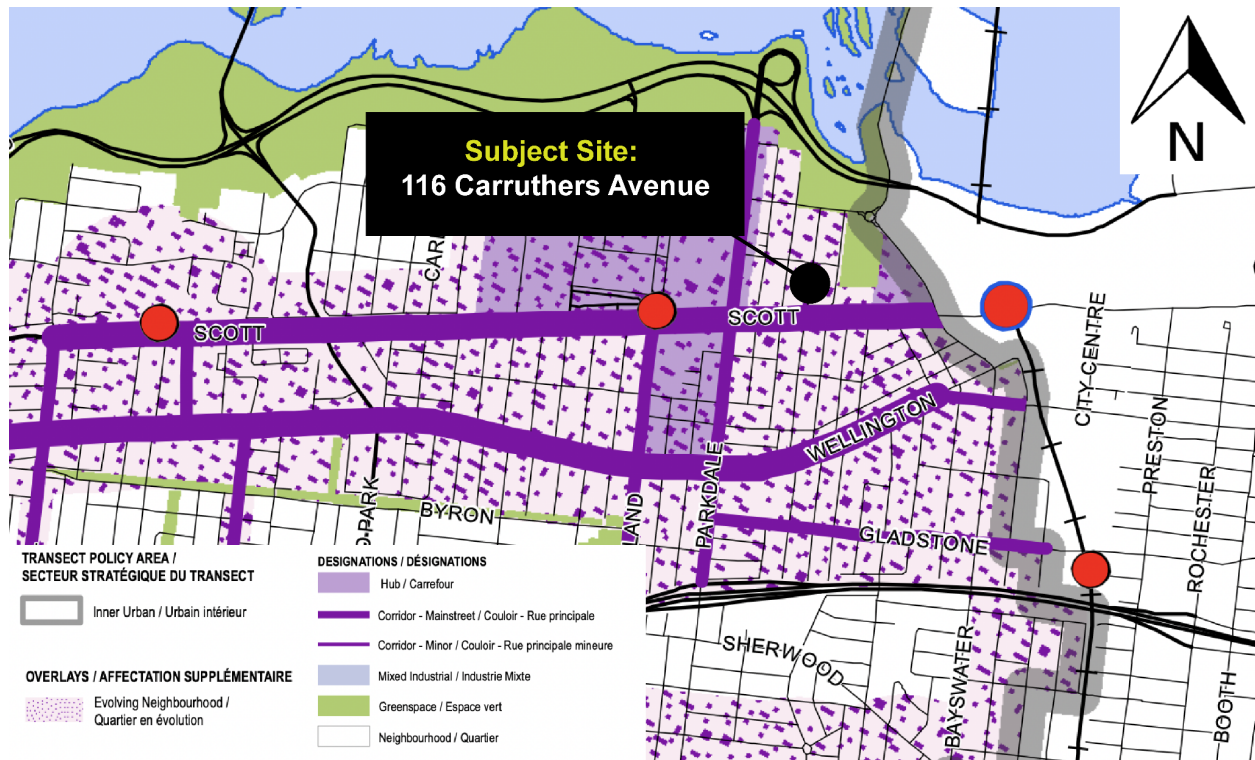 N
Subject Site:
116 Carruthers Avenue
SCOTT
SCOTT
CITY CENTRE
PRESTON
ROCHESTER
WELLINGTON
PARKDALE
BYRON
GLADSTONE
SHERWOOD
BAYSWATER
BOOTH
TRANSECT POLICY AREA /
SECTEUR STRATÉGIQUE DU TRANSECT
Inner Urban / Urbain intérieur
OVERLAYS / AFFECTATION SUPPLÉMENTAIRE
Evolving Neighbourhood /
Quartier en évolution
DESIGNATIONS / DÉSIGNATIONS
Hub / Carrefour
Corridor - Mainstreet / Couloir - Rue principale
Corridor - Minor / Couloir - Rue principale mineure
Mixed Industrial / Industrie Mixte
Greenspace / Espace vert
Neighbourhood / Quartier